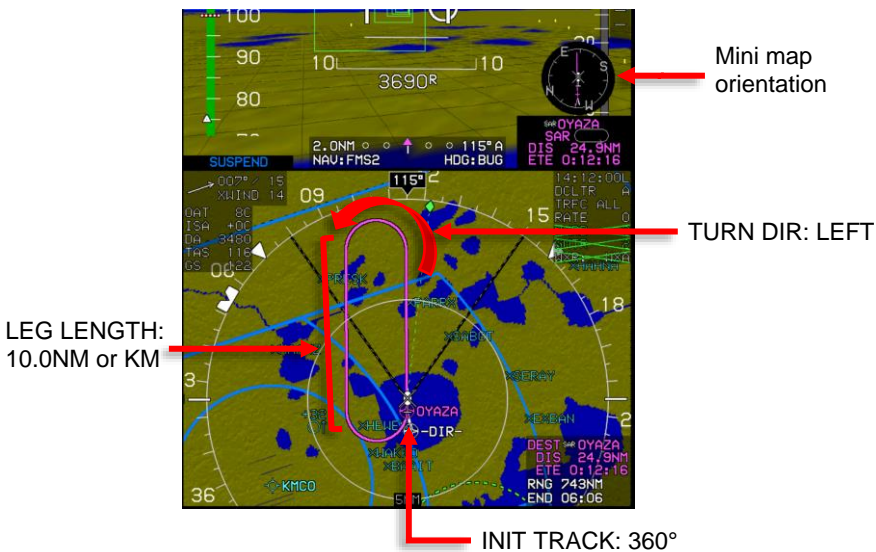 100
90
80
10
10
3690R
E
S
N
W
Mini map
orientation
SAR OYAZA
SAR
DIS 24.9NM
ETE 0:12:16
2.0NM
115°A
NAV:FMS2
HDG:BUG
SUSPEND
007°/ 15
XWIND 14
OAT 8C
ISA +0C
DA 3480
TAS 116
GS 122
09
115°
14:12:00L
DCLTR A
TRFC ALL
RATE 0
15
TURN DIR: LEFT
18
LEG LENGTH:
10.0NM or KM
OYAZA
-DIR-
DEST SAR OYAZA
DIS 24.9NM
ETE 0:12:16
RNG 743NM
END 06:06
KMCO
36
INIT TRACK: 360°